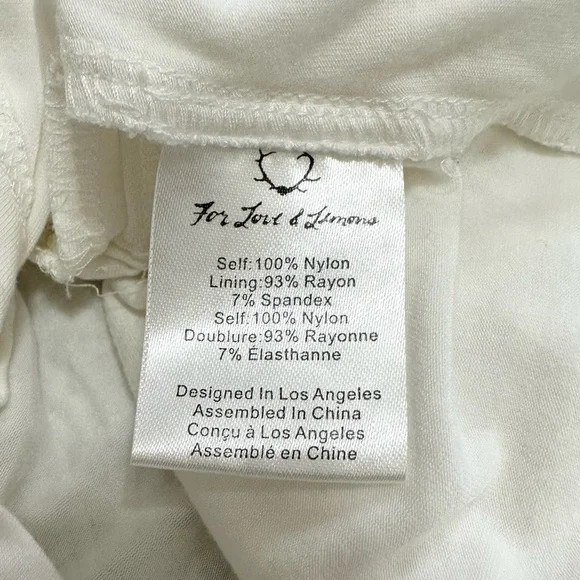 For Love & Lemons
Self:100% Nylon
Lining:93% Rayon
7% Spandex
Self:100% Nylon
Doublure:93% Rayonne
7% Élasthanne
Designed In Los Angeles
Assembled In China
Conçu à Los Angeles
Assemblé en Chine